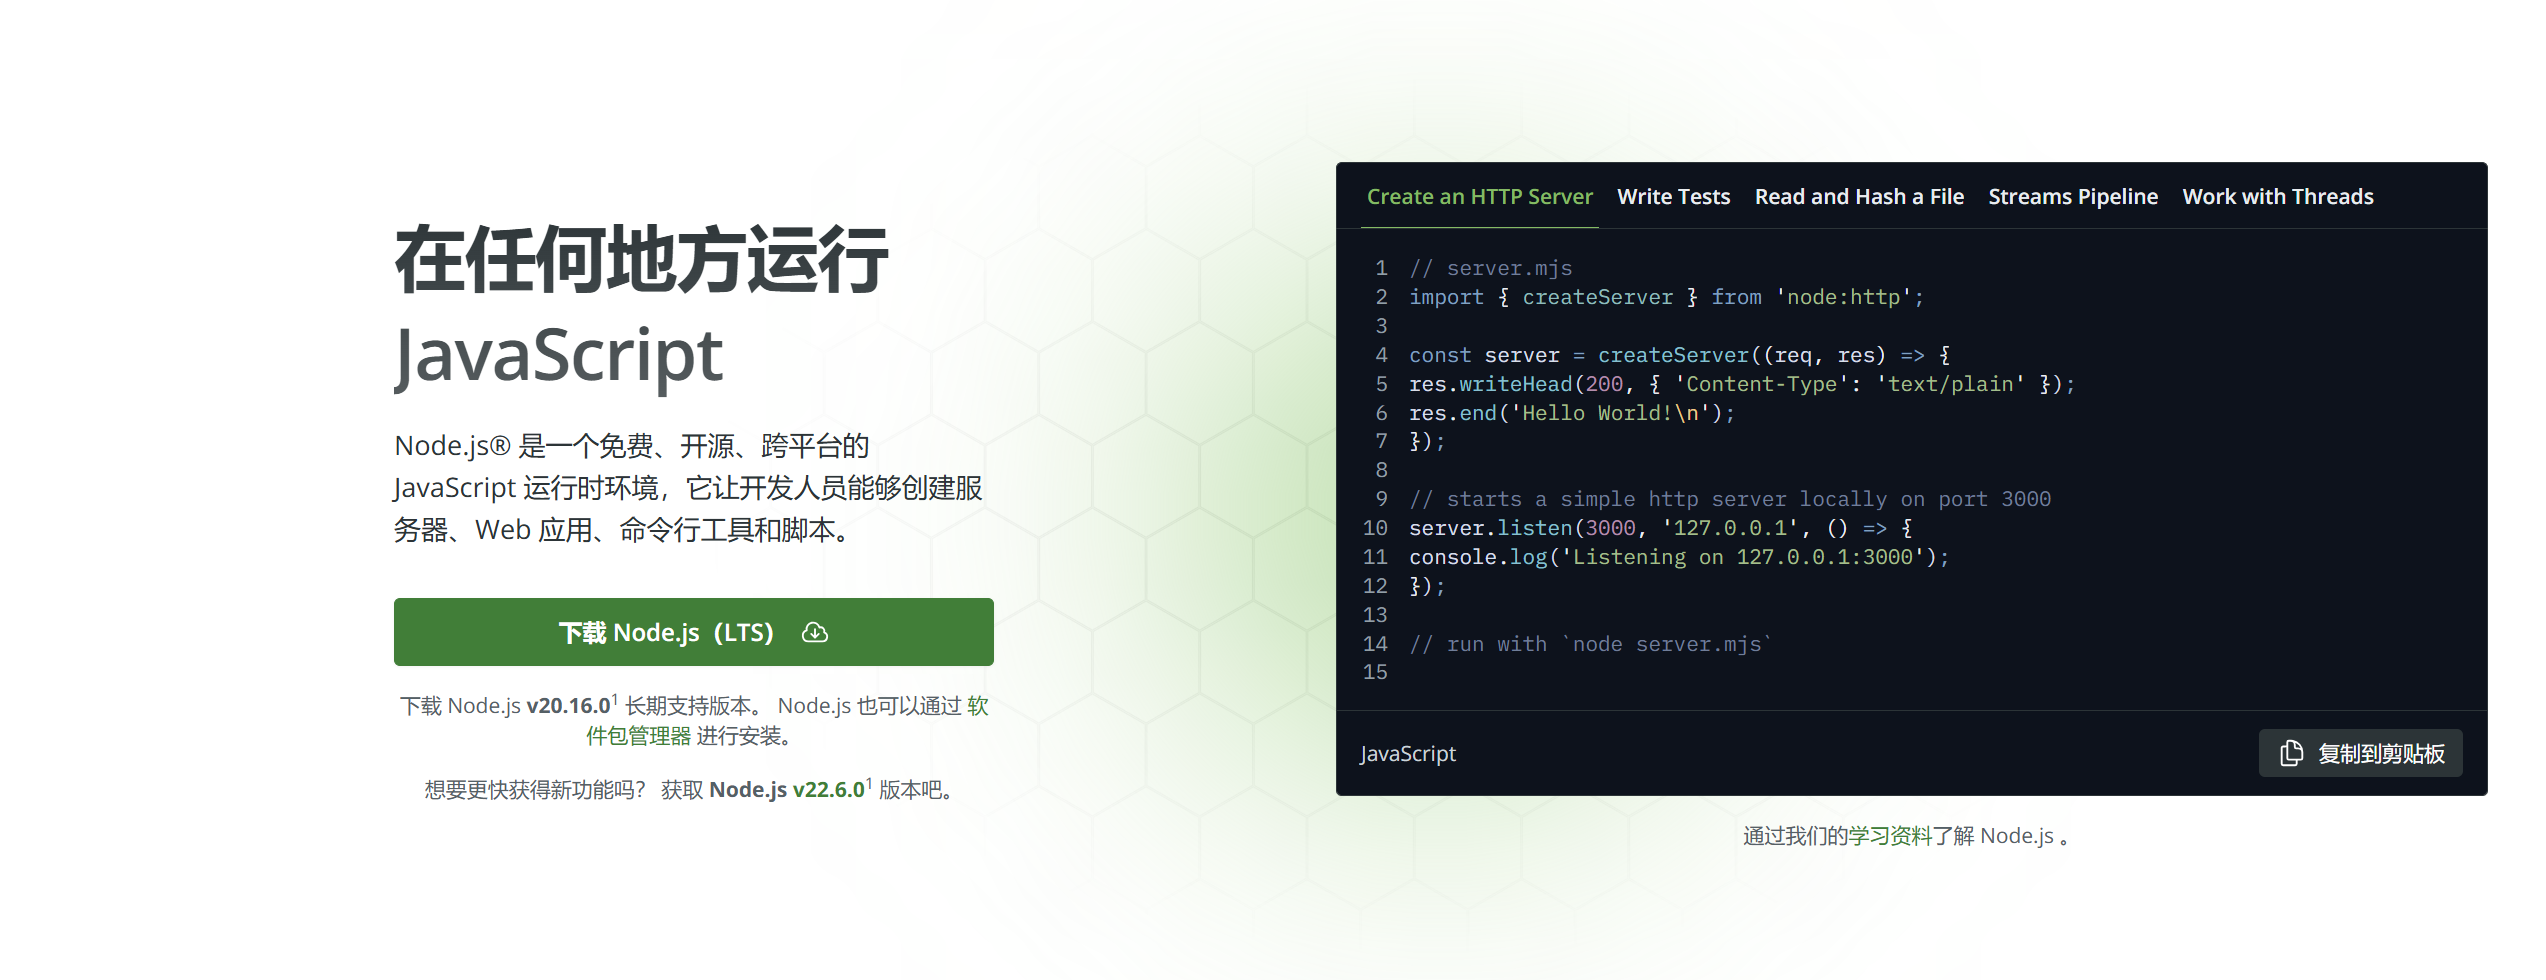 在任何地方运行
JavaScript
Node.js® 是一个免费、开源、跨平台的
JavaScript 运行时环境，它让开发人员能够创建服
务器、Web 应用、命令行工具和脚本。
下载 Node.js（LTS）
下载 Node.js v20.16.0¹ 长期支持版本。 Node.js 也可以通过 软
件包管理器 进行安装。
想要更快获得新功能吗？ 获取 Node.js v22.6.0¹ 版本吧。
Create an HTTP Server Write Tests Read and Hash a File Streams Pipeline Work with Threads
1 // server.mjs
2 import { createServer } from 'node:http';
3
4 const server = createServer((req, res) => {
5 res.writeHead(200, { 'Content-Type': 'text/plain' });
6 res.end('Hello World!\n');
7 });
8
9 // starts a simple http server locally on port 3000
10 server.listen(3000, '127.0.0.1', () => {
11 console.log('Listening on 127.0.0.1:3000');
12 });
13
14 // run with `node server.mjs`
15
JavaScript 复制到剪贴板
通过我们的学习资料了解 Node.js 。